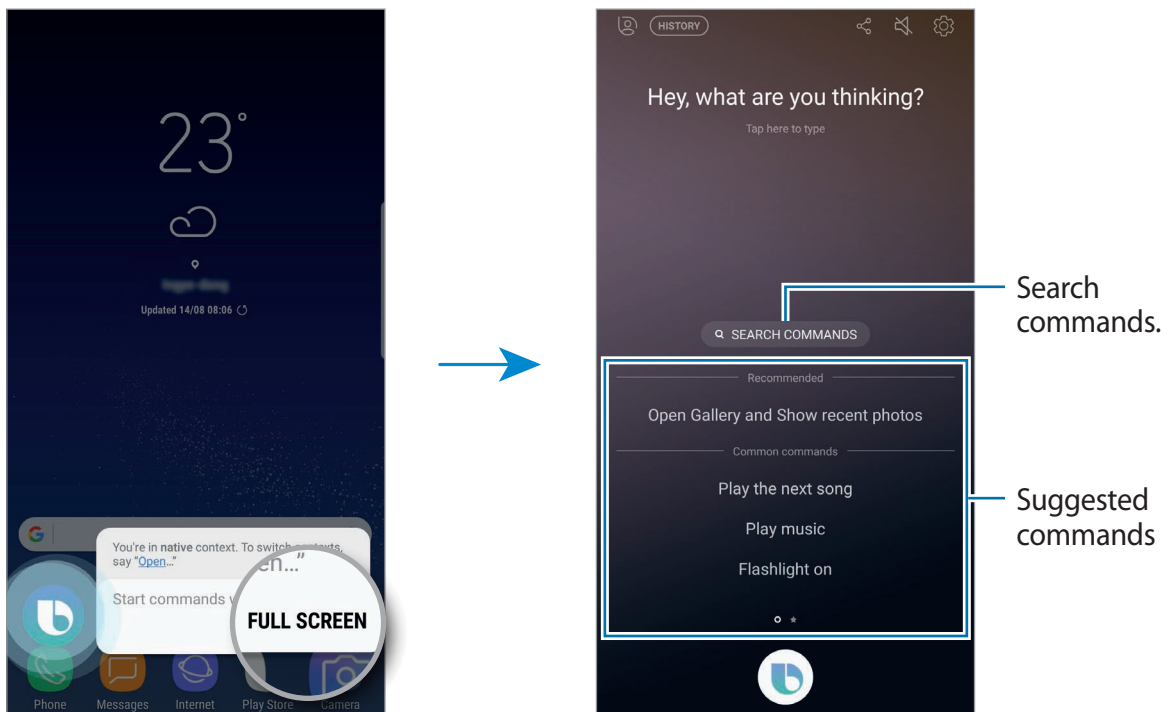 23°
Updated 14/08 08:06
You're in native context. To switch
say "Open..."
en..."
Start commands
FULL SCREEN
Phone Messages Internet Play Store Camera
HISTORY
Hey, what are you thinking?
Tap here to type
SEARCH COMMANDS
Recommended
Open Gallery and Show recent photos
Common commands
Play the next song
Play music
Flashlight on
Search
commands.
Suggested
commands